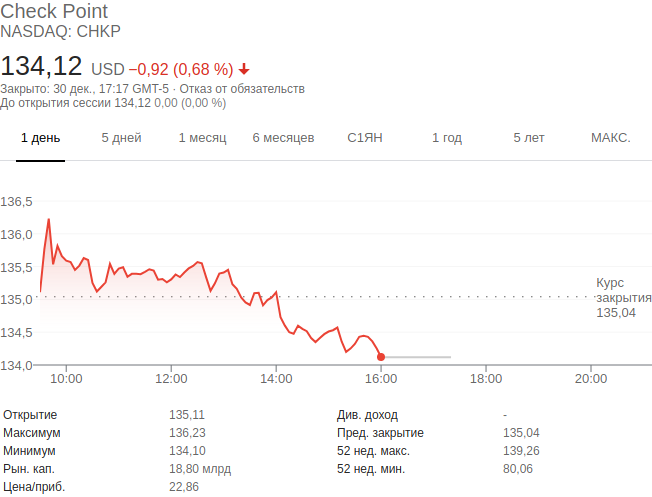 Check Point
NASDAQ: CHKP
134,12 USD −0,92 (0,68 %)
Закрыто: 30 дек., 17:17 GMT-5 · Отказ от обязательств
До открытия сессии 134,12 0,00 (0,00 %)
1 день 5 дней 1 месяц 6 месяцев С1ЯН 1 год 5 лет МАКС.
136,5
136,0
135,5
Курс
закрытия
135,04
135,0
134,5
134,0
10:00 12:00 14:00 16:00 18:00 20:00
Открытие 135,11 Див. доход -
Максимум 136,23 Пред. закрытие 135,04
Минимум 134,10 52 нед. макс. 139,26
Рын. кап. 18,80 млрд 52 нед. мин. 80,06
Цена/приб. 22,86